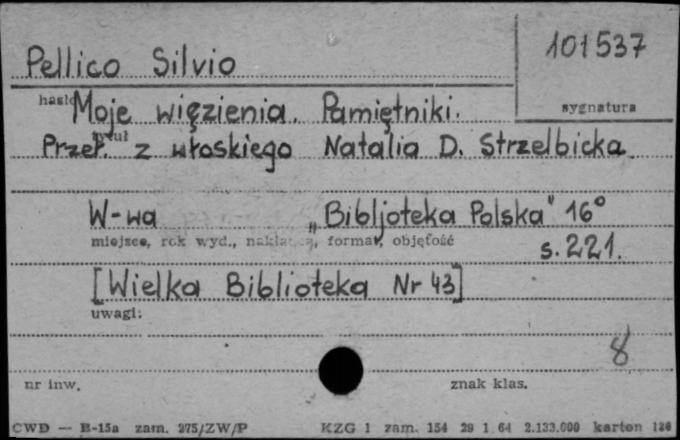 Pellico Silvio
101537
hasło
sygnatura
Moje więzienia. Pamiętniki.
tytuł
Przeł. z włoskiego Natalia D. Strzelbicka
W-wa „Bibljoteka Polska" 16°
miejsce, rok wyd., nakładca, format, objętość
s. 221.
[Wielka Biblioteka Nr 43]
uwagi:
8
nr inw.
znak klas.
CWD — B-15a zam. 275/ZW/P KZG 1 zam. 154 29 1 64 2.133.000 karton